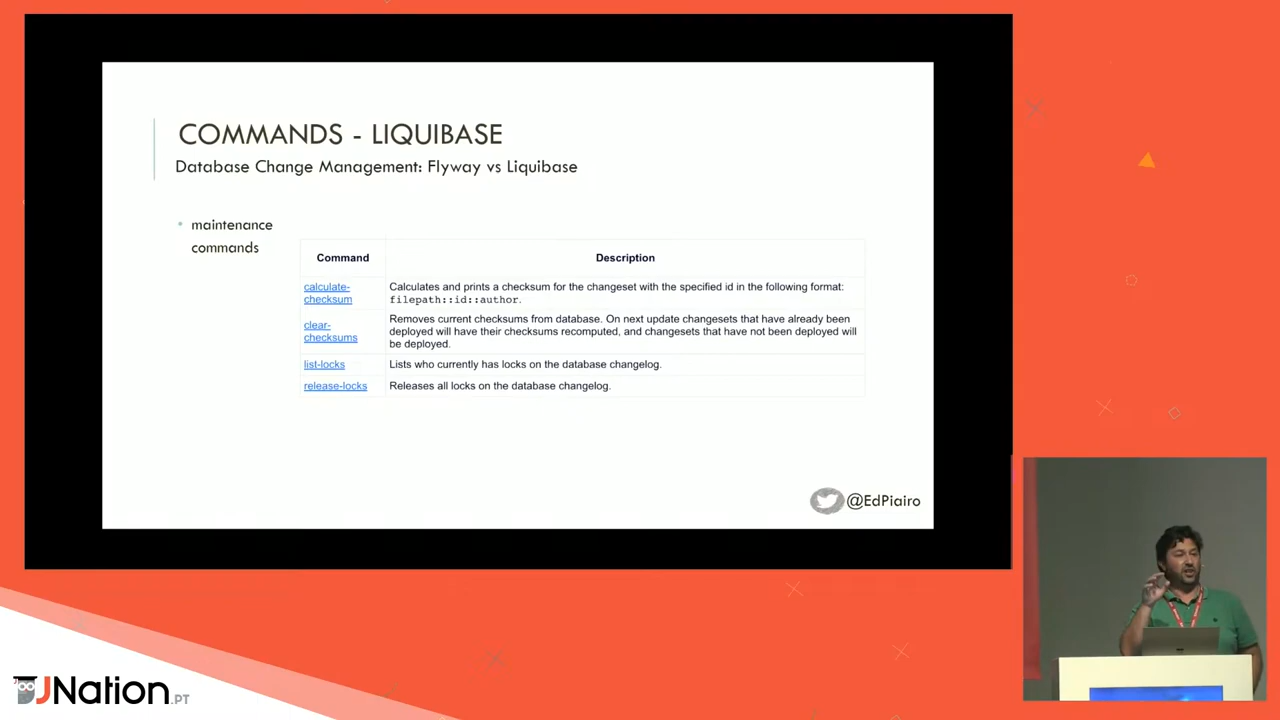 COMMANDS - LIQUIBASE
Database Change Management: Flyway vs Liquibase
• maintenance
commands
Command Description
calculate-
checksum
Calculates and prints a checksum for the changeset with the specified id in the following format:
filepath::id::author.
clear-
checksums
Removes current checksums from database. On next update changesets that have already been
deployed will have their checksums recomputed, and changesets that have not been deployed will
be deployed.
list-locks Lists who currently has locks on the database changelog.
release-locks Releases all locks on the database changelog.
@EdPiairo
JNation.PT